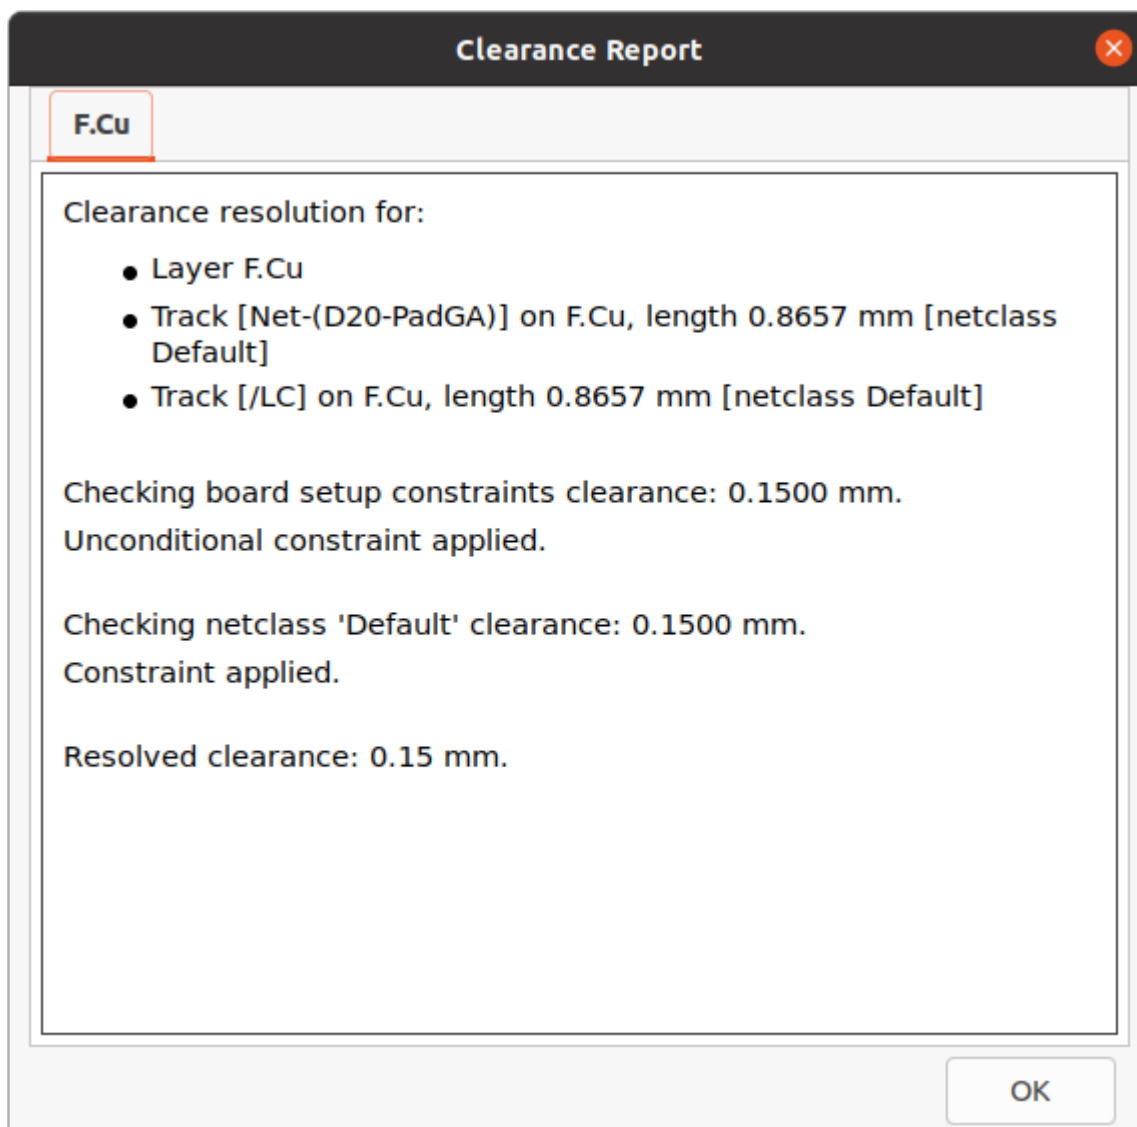 Clearance Report
F.Cu
Clearance resolution for:
Layer F.Cu
Track [Net-(D20-PadGA)] on F.Cu, length 0.8657 mm [netclass
Default]
Track [/LC] on F.Cu, length 0.8657 mm [netclass Default]
Checking board setup constraints clearance: 0.1500 mm.
Unconditional constraint applied.
Checking netclass 'Default' clearance: 0.1500 mm.
Constraint applied.
Resolved clearance: 0.15 mm.
OK